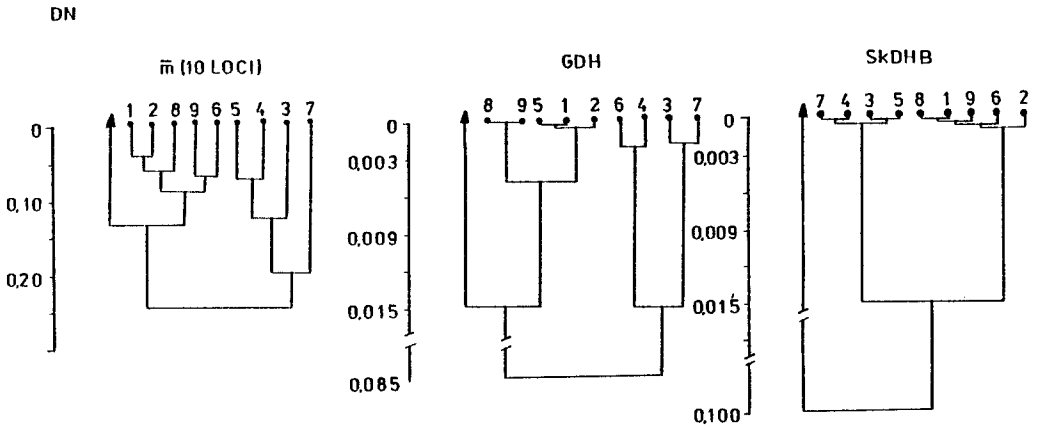 DN
m̄ (10 LOCI)
1 2 8 9 6 5 4 3 7
0
0,10
0,20
GDH
8 9 5 1 2 6 4 3 7
0
0,003
0,009
0,015
0,085
SkDHB
7 4 3 5 8 1 9 6 2
0
0,003
0,009
0,015
0,100